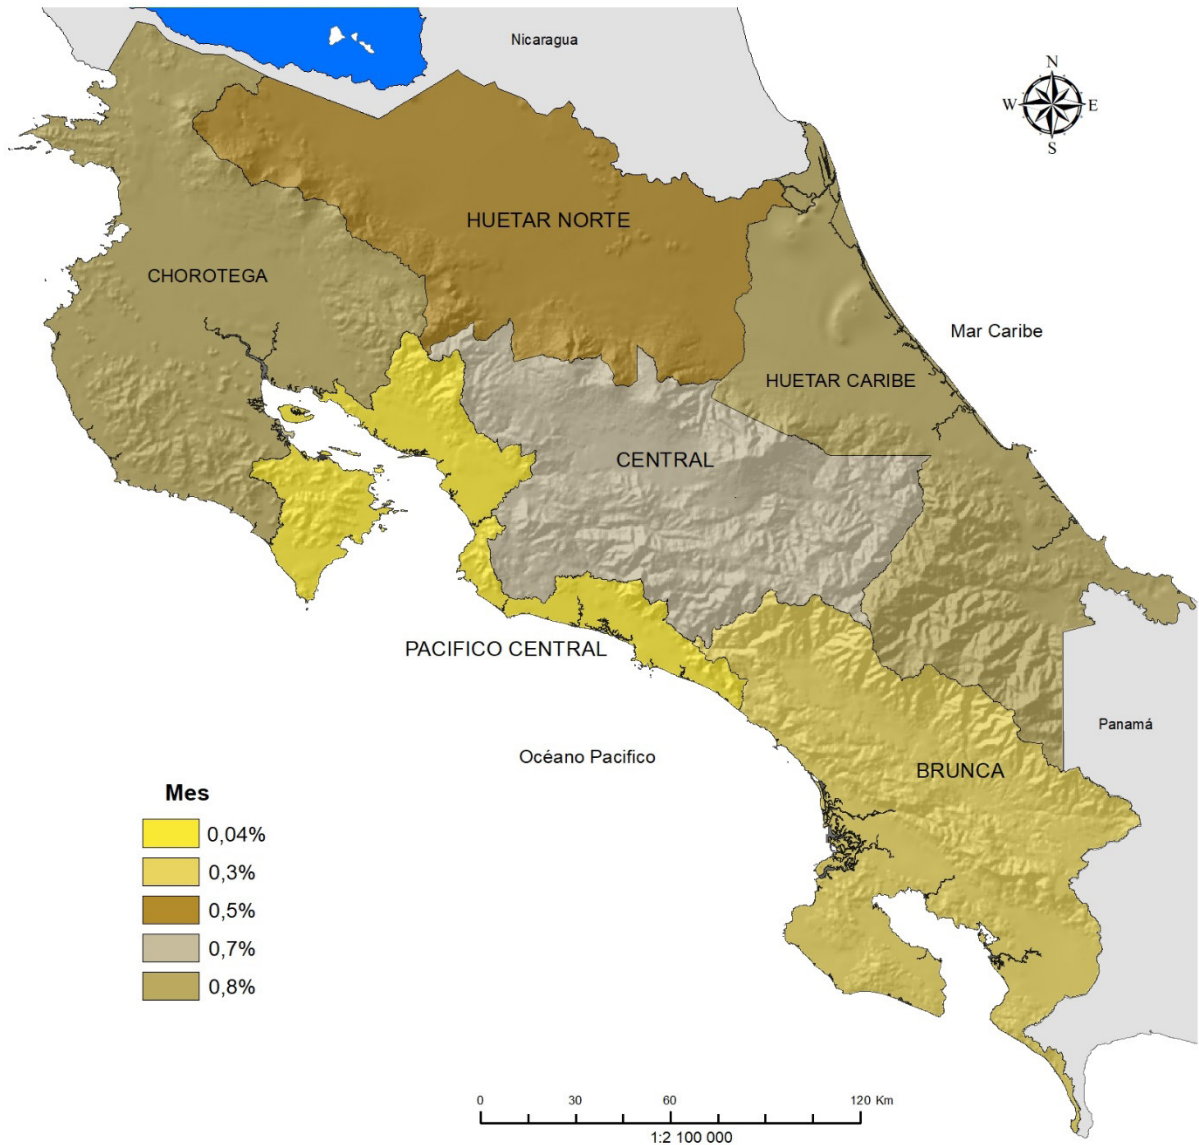 Nicaragua
N
W
E
S
HUETAR NORTE
CHOROTEGA
Mar Caribe
HUETAR CARIBE
CENTRAL
PACIFICO CENTRAL
Panamá
Océano Pacifico
BRUNCA
Mes
0,04%
0,3%
0,5%
0,7%
0,8%
0 30 60 120 Km
1:2 100 000